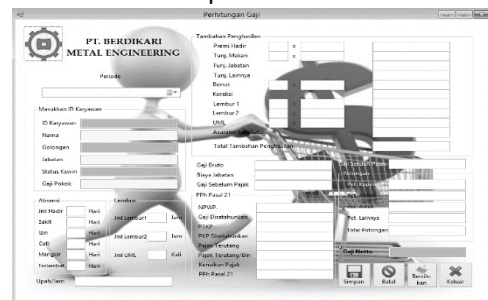 Perhitungan Gaji
PT. BERDIKARI
METAL ENGINEERING
Periode
Masukkan ID Karyawan
ID Karyawan
Nama
Golongan
Jabatan
Status Kawin
Gaji Pokok
Absensi
Jml Hadir Hari
Sakit Hari
Izin Hari
Cuti Hari
Mangkir Hari
Terlambat Hari
Upah/Jam
Lembur
Jml Lembur1 Jam
Jml Lembur2 Jam
Jml UML Kali
Tambahan Penghasilan
Premi Hadir x
Tunj. Makan x
Tunj. Jabatan
Tunj. Lainnya
Bonus
Koreksi
Lembur 1
Lembur 2
UML
Asuransi
Total Tambahan Penghasilan
Gaji Bruto
Biaya Jabatan
Gaji Sebelum Pajak
PPh Pasal 21
NPWP
Gaji Disetahunkan
PTKP
PKP Disetahunkan
Pajak Terutang
Pajak Terutang/Bln
Kenaikan Pajak
PPh Pasal 21
Gaji Setelah
Potongan
Pot.
Pot. Lainnya
Total Potongan
Gaji Netto
Simpan
Batal
Bersih-
kan
Keluar